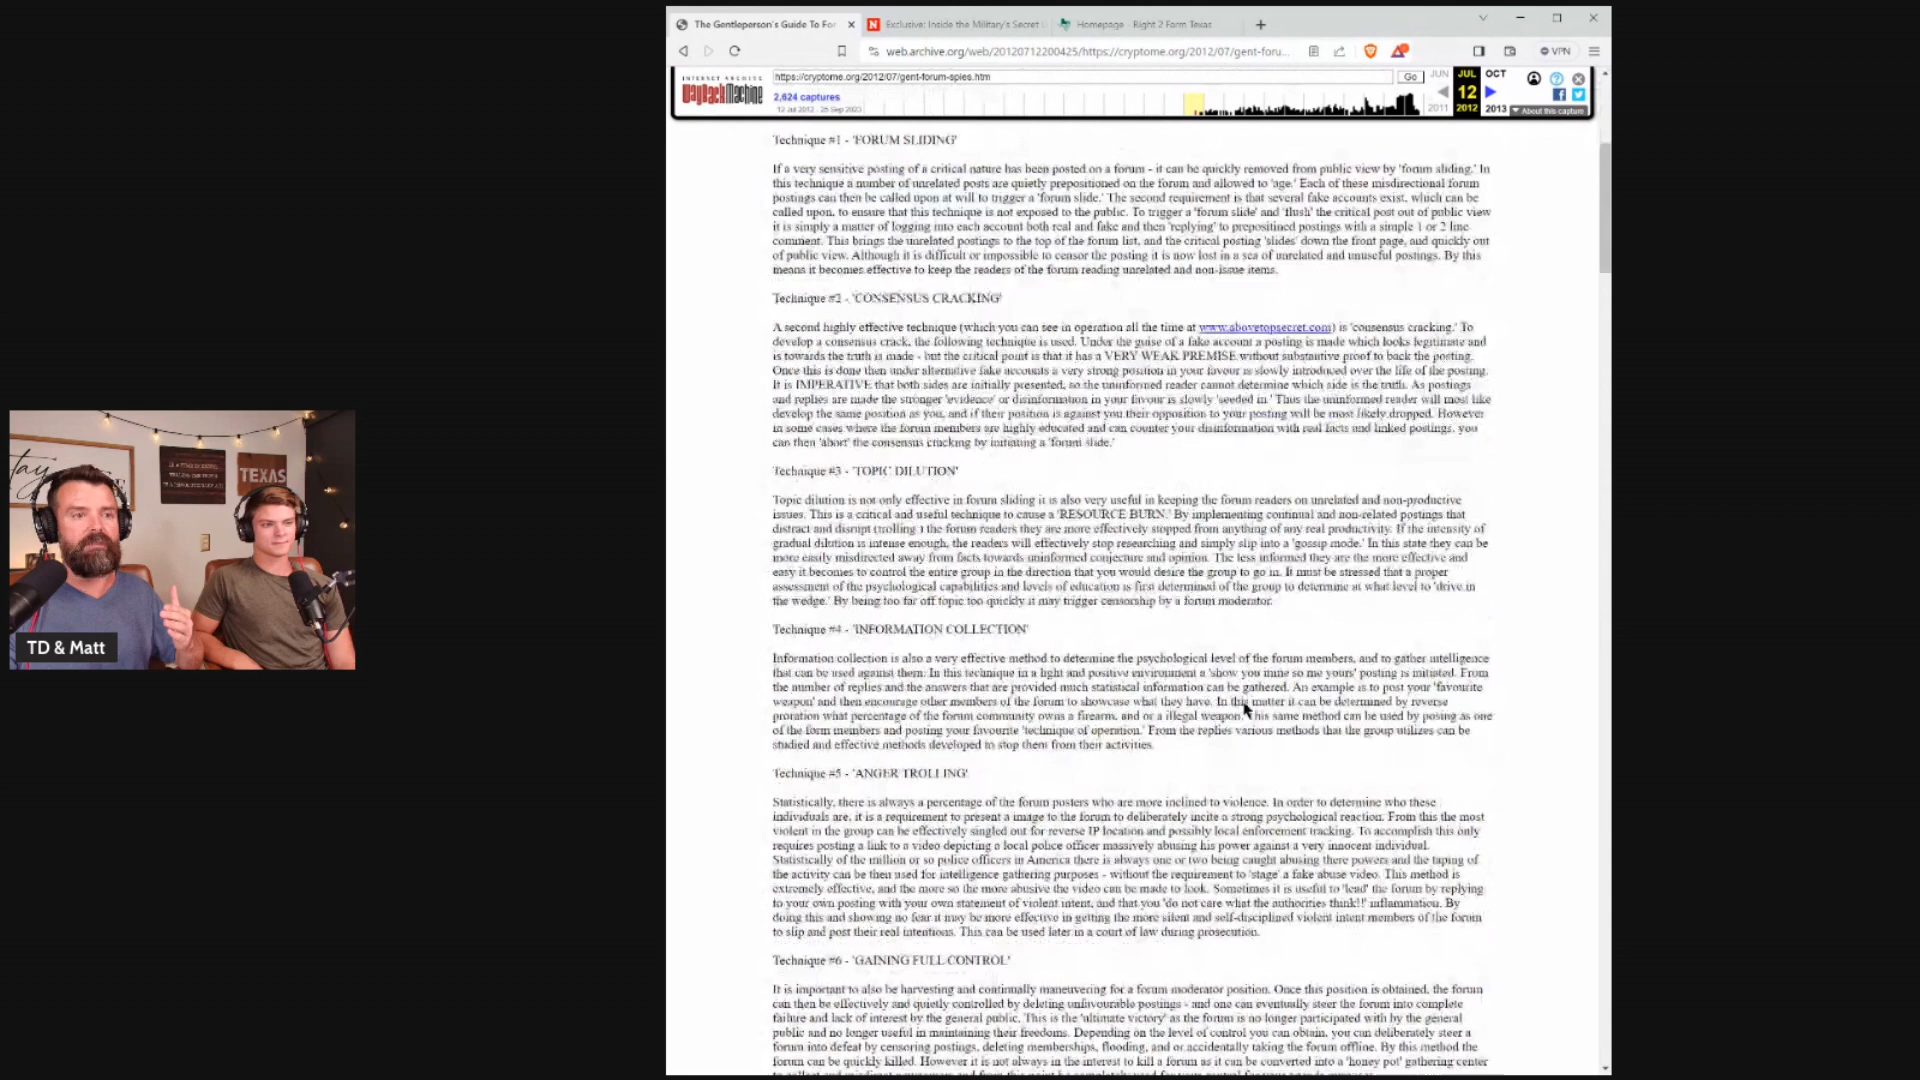 The Gentleperson's Guide To For
Exclusive: Inside the Military's Secret
Homepage - Right 2 Farm Texas
web.archive.org/web/20120712200425/https://cryptome.org/2012/07/gent-foru...
VPN
INTERNET ARCHIVE
WayBackMachine
https://cryptome.org/2012/07/gent-forum-spies.htm
Go
JUN
JUL
OCT
2,624 captures
12
12 Jul 2012 - 25 Sep 2023
2011
2012
2013
About this capture
Technique #1 - 'FORUM SLIDING'
If a very sensitive posting of a critical nature has been posted on a forum - it can be quickly removed from public view by 'forum sliding.' In
this technique a number of unrelated posts are quietly prepositioned on the forum and allowed to 'age.' Each of these misdirectional forum
postings can then be called upon at will to trigger a 'forum slide.' The second requirement is that several fake accounts exist, which can be
called upon, to ensure that this technique is not exposed to the public. To trigger a 'forum slide' and 'flush' the critical post out of public view
it is simply a matter of logging into each account both real and fake and then 'replying' to prepositined postings with a simple 1 or 2 line
comment. This brings the unrelated postings to the top of the forum list, and the critical posting 'slides' down the front page, and quickly out
of public view. Although it is difficult or impossible to censor the posting it is now lost in a sea of unrelated and unuseful postings. By this
means it becomes effective to keep the readers of the forum reading unrelated and non-issue items.
Technique #2 - 'CONSENSUS CRACKING'
A second highly effective technique (which you can see in operation all the time at www.abovetopsecret.com) is 'consensus cracking.' To
develop a consensus crack, the following technique is used. Under the guise of a fake account a posting is made which looks legitimate and
is towards the truth is made - but the critical point is that it has a VERY WEAK PREMISE without substantive proof to back the posting.
Once this is done then under alternative fake accounts a very strong position in your favour is slowly introduced over the life of the posting.
It is IMPERATIVE that both sides are initially presented, so the uninformed reader cannot determine which side is the truth. As postings
and replies are made the stronger 'evidence' or disinformation in your favour is slowly 'seeded in.' Thus the uninformed reader will most like
develop the same position as you, and if their position is against you their opposition to your posting will be most likely dropped. However
in some cases where the forum members are highly educated and can counter your disinformation with real facts and linked postings, you
can then 'abort' the consensus cracking by initiating a 'forum slide.'
Technique #3 - 'TOPIC DILUTION'
Topic dilution is not only effective in forum sliding it is also very useful in keeping the forum readers on unrelated and non-productive
issues. This is a critical and useful technique to cause a 'RESOURCE BURN.' By implementing continual and non-related postings that
distract and disrupt (trolling ) the forum readers they are more effectively stopped from anything of any real productivity. If the intensity of
gradual dilution is intense enough, the readers will effectively stop researching and simply slip into a 'gossip mode.' In this state they can be
more easily misdirected away from facts towards uninformed conjecture and opinion. The less informed they are the more effective and
easy it becomes to control the entire group in the direction that you would desire the group to go in. It must be stressed that a proper
assessment of the psychological capabilities and levels of education is first determined of the group to determine at what level to 'drive in
the wedge.' By being too far off topic too quickly it may trigger censorship by a forum moderator.
Technique #4 - 'INFORMATION COLLECTION'
Information collection is also a very effective method to determine the psychological level of the forum members, and to gather intelligence
that can be used against them. In this technique in a light and positive environment a 'show you mine so me yours' posting is initiated. From
the number of replies and the answers that are provided much statistical information can be gathered. An example is to post your 'favourite
weapon' and then encourage other members of the forum to showcase what they have. In this matter it can be determined by reverse
proration what percentage of the forum community owns a firearm, and or a illegal weapon. This same method can be used by posing as one
of the form members and posting your favourite 'technique of operation.' From the replies various methods that the group utilizes can be
studied and effective methods developed to stop them from their activities.
Technique #5 - 'ANGER TROLLING'
Statistically, there is always a percentage of the forum posters who are more inclined to violence. In order to determine who these
individuals are, it is a requirement to present a image to the forum to deliberately incite a strong psychological reaction. From this the most
violent in the group can be effectively singled out for reverse IP location and possibly local enforcement tracking. To accomplish this only
requires posting a link to a video depicting a local police officer massively abusing his power against a very innocent individual.
Statistically of the million or so police officers in America there is always one or two being caught abusing there powers and the taping of
the activity can be then used for intelligence gathering purposes - without the requirement to 'stage' a fake abuse video. This method is
extremely effective, and the more so the more abusive the video can be made to look. Sometimes it is useful to 'lead' the forum by replying
to your own posting with your own statement of violent intent, and that you 'do not care what the authorities think!!' inflammation. By
doing this and showing no fear it may be more effective in getting the more silent and self-disciplined violent intent members of the forum
to slip and post their real intentions. This can be used later in a court of law during prosecution.
Technique #6 - 'GAINING FULL CONTROL'
It is important to also be harvesting and continually maneuvering for a forum moderator position. Once this position is obtained, the forum
can then be effectively and quietly controlled by deleting unfavourable postings - and one can eventually steer the forum into complete
failure and lack of interest by the general public. This is the 'ultimate victory' as the forum is no longer participated with by the general
public and no longer useful in maintaining their freedoms. Depending on the level of control you can obtain, you can deliberately steer a
forum into defeat by censoring postings, deleting memberships, flooding, and or accidentally taking the forum offline. By this method the
forum can be quickly killed. However it is not always in the interest to kill a forum as it can be converted into a 'honey pot' gathering center
TEXAS
TD & Matt